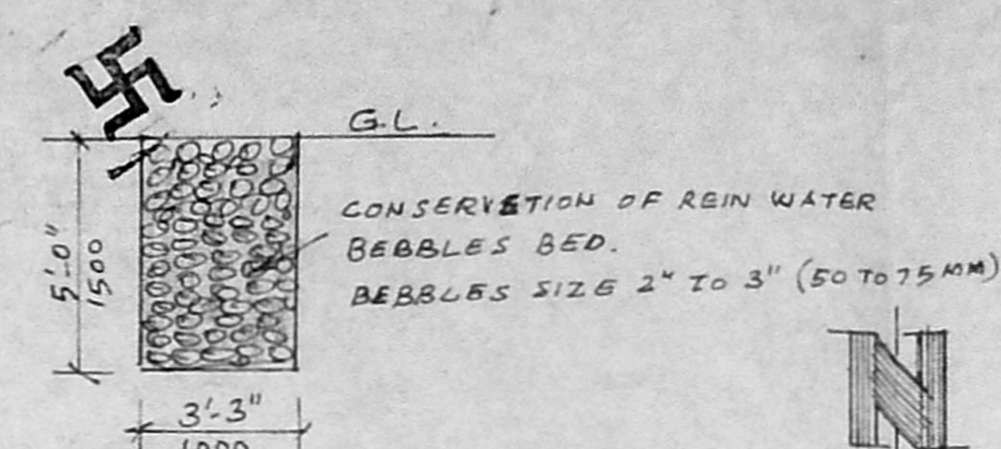 G.L.
5'-0"
1500
CONSERVETION OF REIN WATER
BEBBLES BED.
BEBBLES SIZE 2" TO 3" (50 TO 75 MM)
3'-3"
1000
N